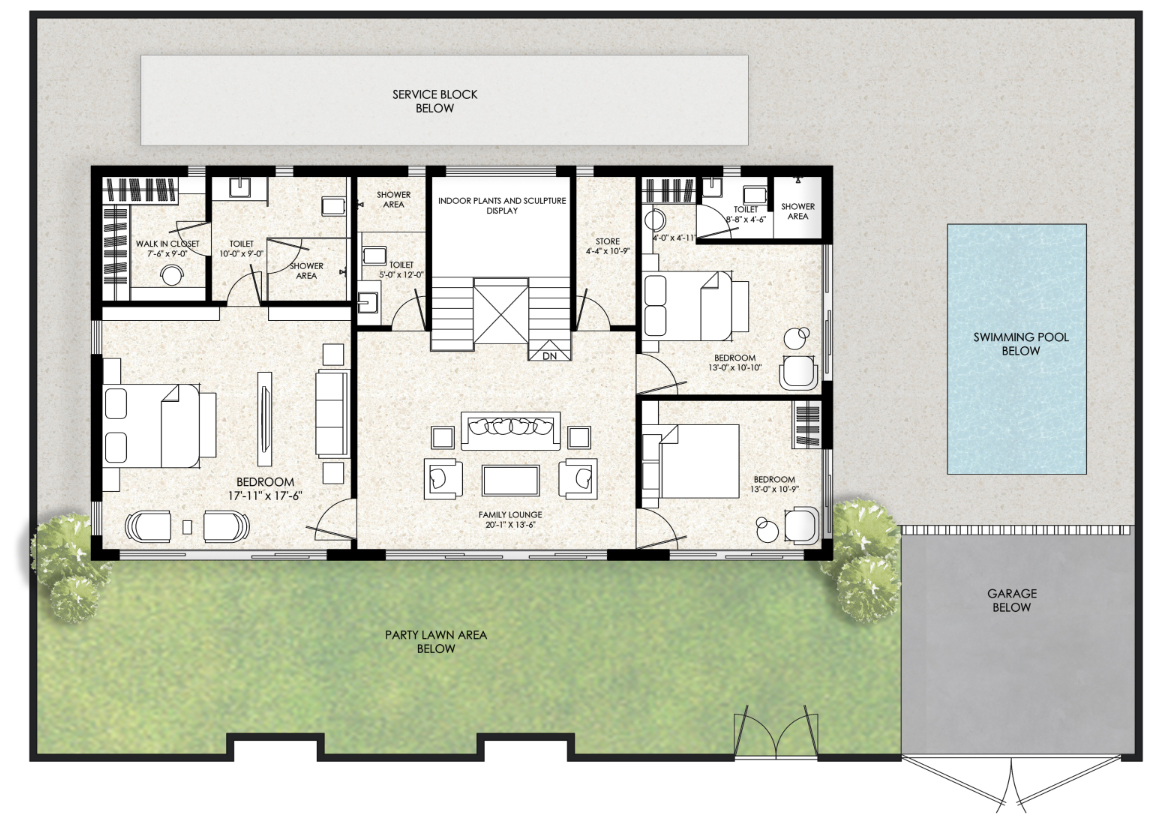 SERVICE BLOCK
BELOW
SHOWER
AREA
INDOOR PLANTS AND SCULPTURE
DISPLAY
TOILET
8'-8" x 4'-6"
SHOWER
AREA
WALK IN CLOSET
7'-6" x 9'-0"
TOILET
10'-0" x 9'-0"
SHOWER
AREA
TOILET
5'-0" x 12'-0"
STORE
4'-4" x 10'-9"
4'-0" x 4'-11"
SWIMMING POOL
BELOW
DN
BEDROOM
13'-0" x 10'-10"
BEDROOM
17'-11" x 17'-6"
FAMILY LOUNGE
20'-1" X 13'-6"
BEDROOM
13'-0" x 10'-9"
GARAGE
BELOW
PARTY LAWN AREA
BELOW